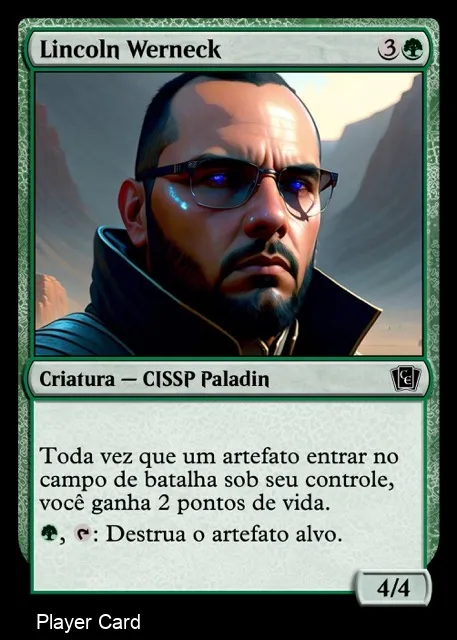 Lincoln Werneck 3
Criatura — CISSP Paladin
Toda vez que um artefato entrar no
campo de batalha sob seu controle,
você ganha 2 pontos de vida.
, : Destrua o artefato alvo.
4/4
Player Card